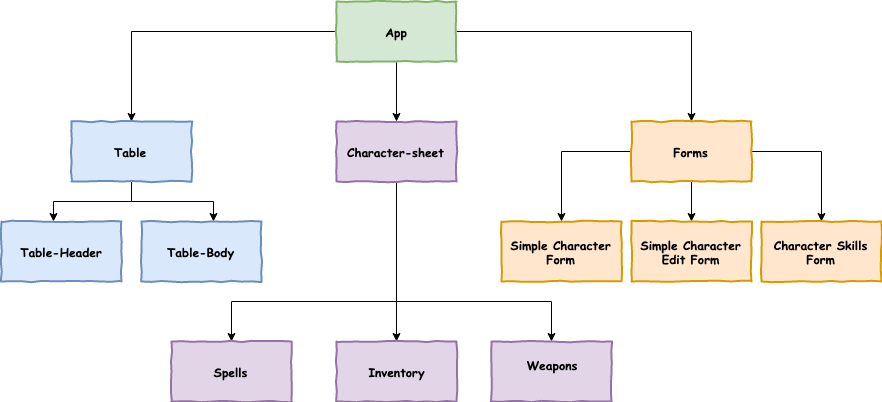 App
Table
Character-sheet
Forms
Table-Header
Table-Body
Simple Character
Form
Simple Character
Edit Form
Character Skills
Form
Spells
Inventory
Weapons